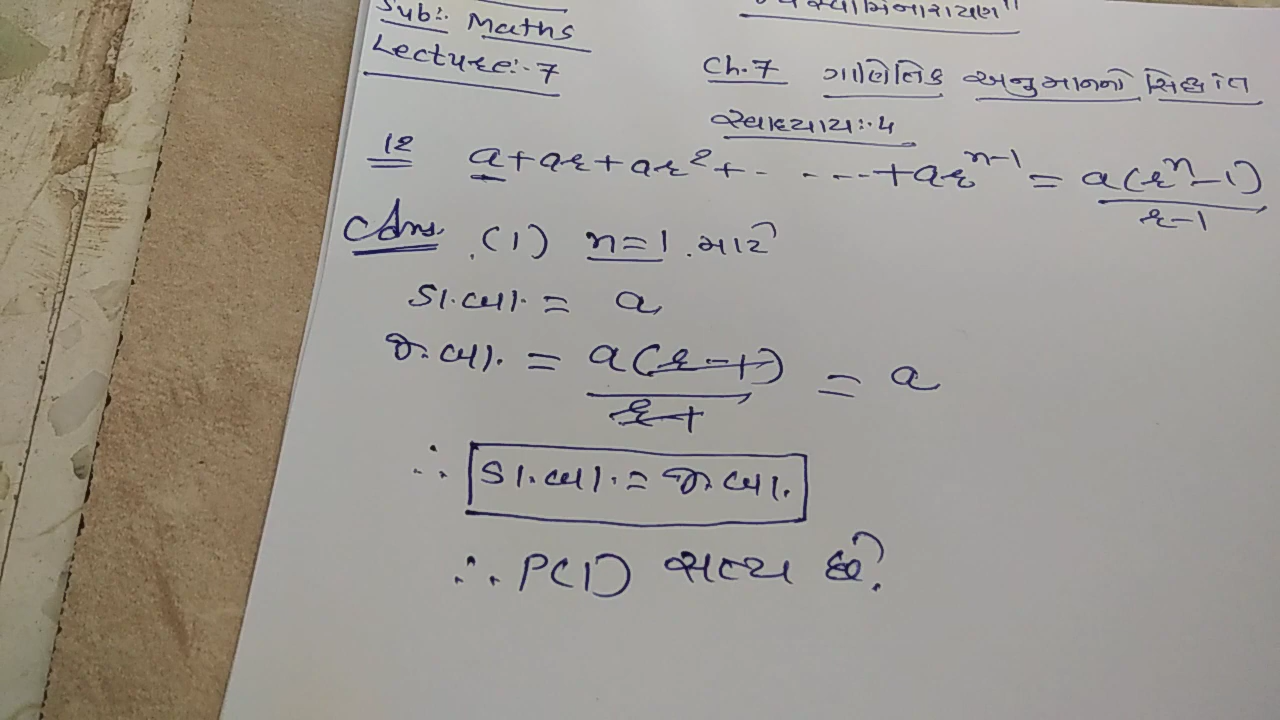 સ્વામિનારાયણ"
Sub:- Maths
Lecture:-7
Ch.7 ગાણિતિક અનુમાનનો સિદ્ધાંત
સ્વાધ્યાય:-4
12 a+ar+ar²+- ---- +arⁿ⁻¹ = a(rⁿ-1)/r-1
Ans. (1) n=1 માટે
ડા.બા. = a
જ.બા. = a(r-1)/r-1 = a
∴ ડા.બા. = જ.બા.
∴ P(1) સત્ય છે.